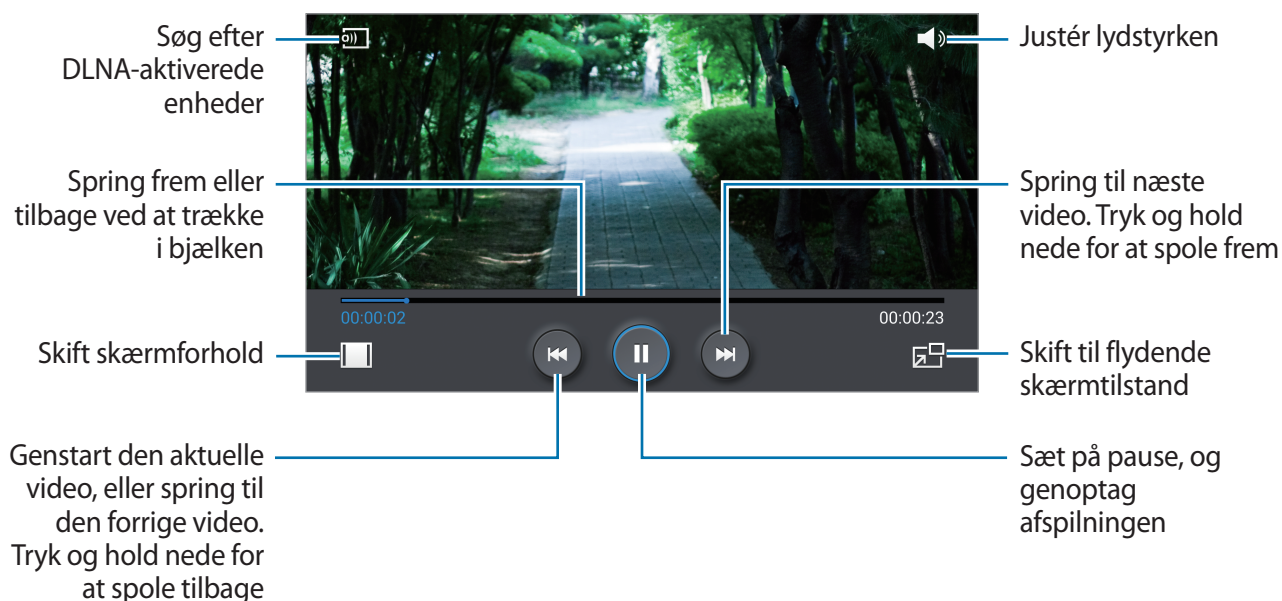 Søg efter
DLNA-aktiverede
enheder
Justér lydstyrken
Spring frem eller
tilbage ved at trække
i bjælken
Spring til næste
video. Tryk og hold
nede for at spole frem
00:00:02
00:00:23
Skift skærmforhold
Skift til flydende
skærmtilstand
Genstart den aktuelle
video, eller spring til
den forrige video.
Tryk og hold nede for
at spole tilbage
Sæt på pause, og
genoptag
afspilningen